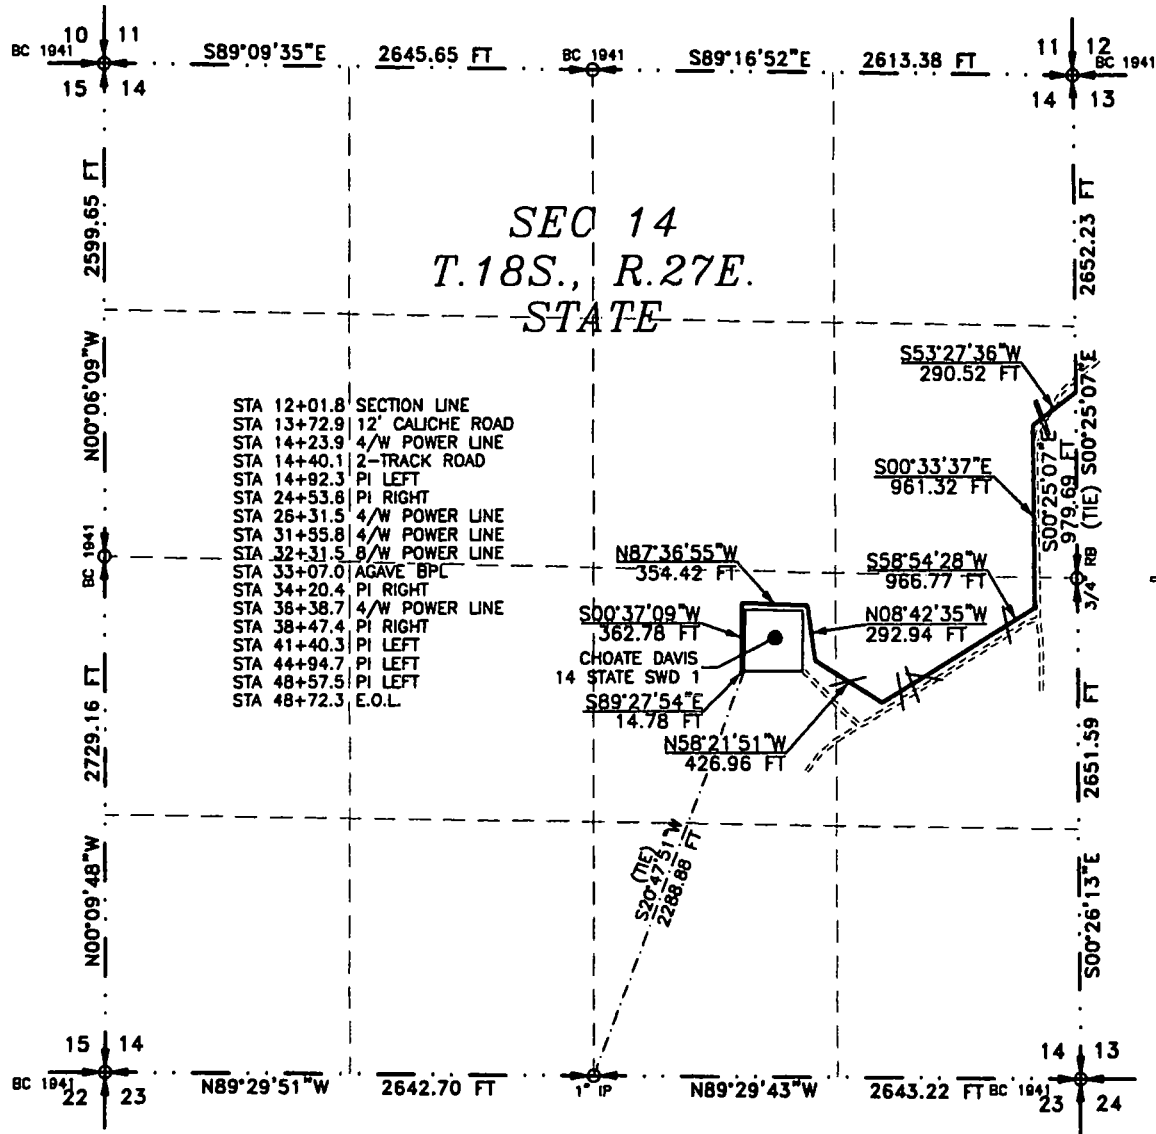 10 11
BC 1941
15 14
S89°09'35"E 2645.65 FT
BC 1941
S89°16'52"E 2613.38 FT
11 12
BC 1941
14 13
2599.65 FT
N00°06'09"W
2652.23 FT
SEC 14
T.18S., R.27E.
STATE
S53°27'36"W
290.52 FT
S00°25'07"E
(TIE)
S00°25'07"E
979.69 FT
STA 12+01.8 SECTION LINE
STA 13+72.9 12' CALICHE ROAD
STA 14+23.9 4/W POWER LINE
STA 14+40.1 2-TRACK ROAD
STA 14+92.3 PI LEFT
STA 24+53.6 PI RIGHT
STA 26+31.5 4/W POWER LINE
STA 31+55.8 4/W POWER LINE
STA 32+31.5 8/W POWER LINE
STA 33+07.0 AGAVE BPL
STA 34+20.4 PI RIGHT
STA 36+38.7 4/W POWER LINE
STA 38+47.4 PI RIGHT
STA 41+40.3 PI LEFT
STA 44+94.7 PI LEFT
STA 48+57.5 PI LEFT
STA 48+72.3 E.O.L.
S00°33'37"E
961.32 FT
BC 1941
N87°36'55"W
354.42 FT
S58°54'28"W
966.77 FT
3/4 RB
S00°37'09"W
362.78 FT
N08°42'35"W
292.94 FT
CHOATE DAVIS
14 STATE SWD 1
S89°27'54"E
14.78 FT
N58°21'51"W
426.96 FT
2729.16 FT
N00°09'48"W
2651.59 FT
S00°26'13"E
(TIE)
S20°47'51"W
2288.88 FT
15 14
BC 1941
22 23
N89°29'51"W 2642.70 FT
1" IP
N89°29'43"W 2643.22 FT
BC 1941
14 13
23 24